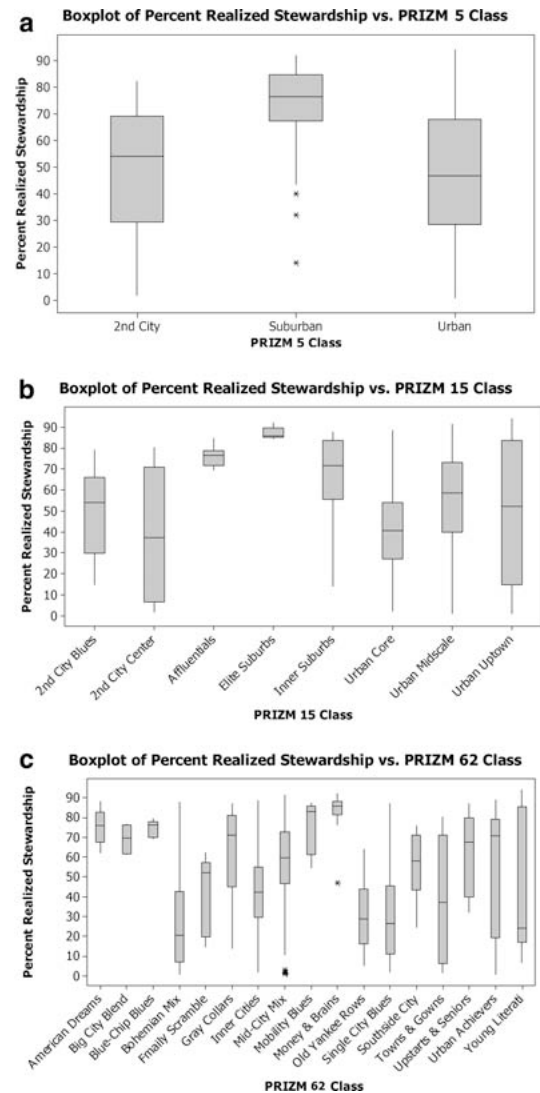 a
Boxplot of Percent Realized Stewardship vs. PRIZM 5 Class
Percent Realized Stewardship
100
90
80
70
60
50
40
30
20
10
0
2nd City Suburban Urban
PRIZM 5 Class
b
Boxplot of Percent Realized Stewardship vs. PRIZM 15 Class
Percent Realized Stewardship
90
80
70
60
50
40
30
20
10
0
2nd City Blues
2nd City Center
Affluentials
Elite Suburbs
Inner Suburbs
Urban Core
Urban Midscale
Urban Uptown
PRIZM 15 Class
c
Boxplot of Percent Realized Stewardship vs. PRIZM 62 Class
Percent Realized Stewardship
90
80
70
60
50
40
30
20
10
0
American Dreams
Big City Blend
Blue-Chip Blues
Bohemian Mix
Fmaily Scramble
Gray Collars
Inner Cities
Mid-City Mix
Mobility Blues
Money & Brains
Old Yankee Rows
Single City Blues
Southside City
Towns & Gowns
Upstarts & Seniors
Urban Achievers
Young Literati
PRIZM 62 Class